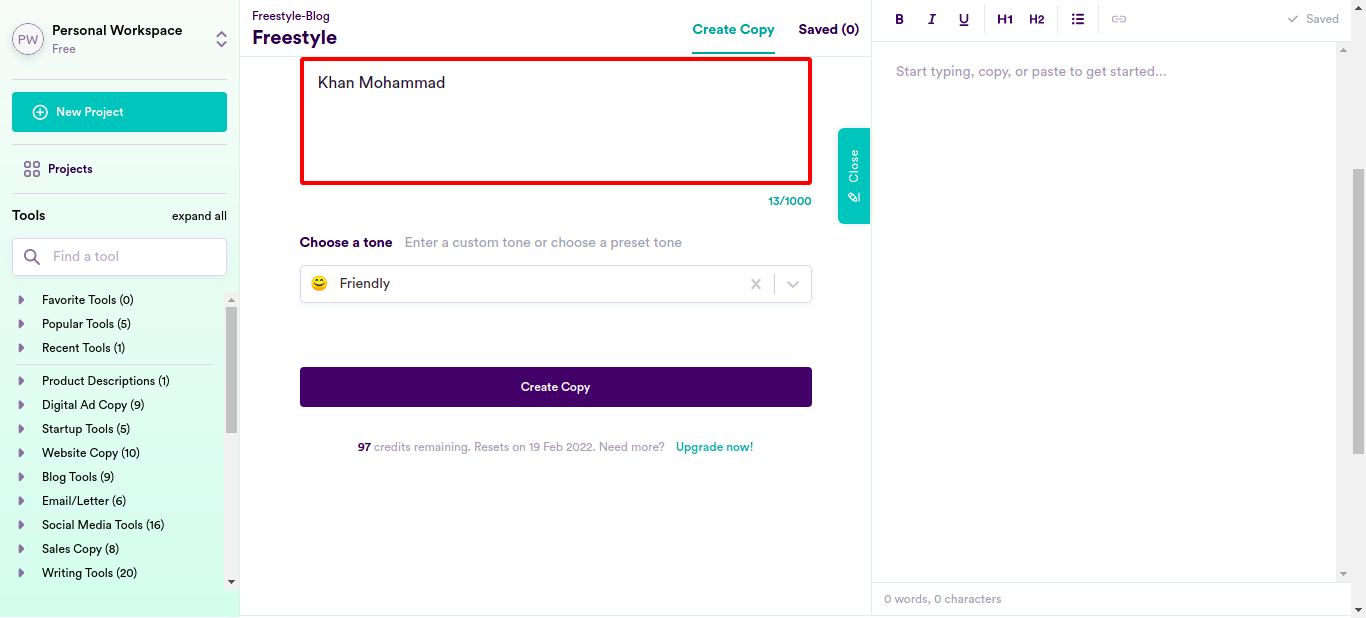 PW
Personal Workspace
Free
New Project
Projects
Tools
expand all
Find a tool
Favorite Tools (0)
Popular Tools (5)
Recent Tools (1)
Product Descriptions (1)
Digital Ad Copy (9)
Startup Tools (5)
Website Copy (10)
Blog Tools (9)
Email/Letter (6)
Social Media Tools (16)
Sales Copy (8)
Writing Tools (20)
Freestyle-Blog
Freestyle
Create Copy
Saved (0)
Khan Mohammad
13/1000
Choose a tone Enter a custom tone or choose a preset tone
Friendly
Create Copy
97 credits remaining. Resets on 19 Feb 2022. Need more? Upgrade now!
Close
B I U H1 H2
Saved
Start typing, copy, or paste to get started...
0 words, 0 characters